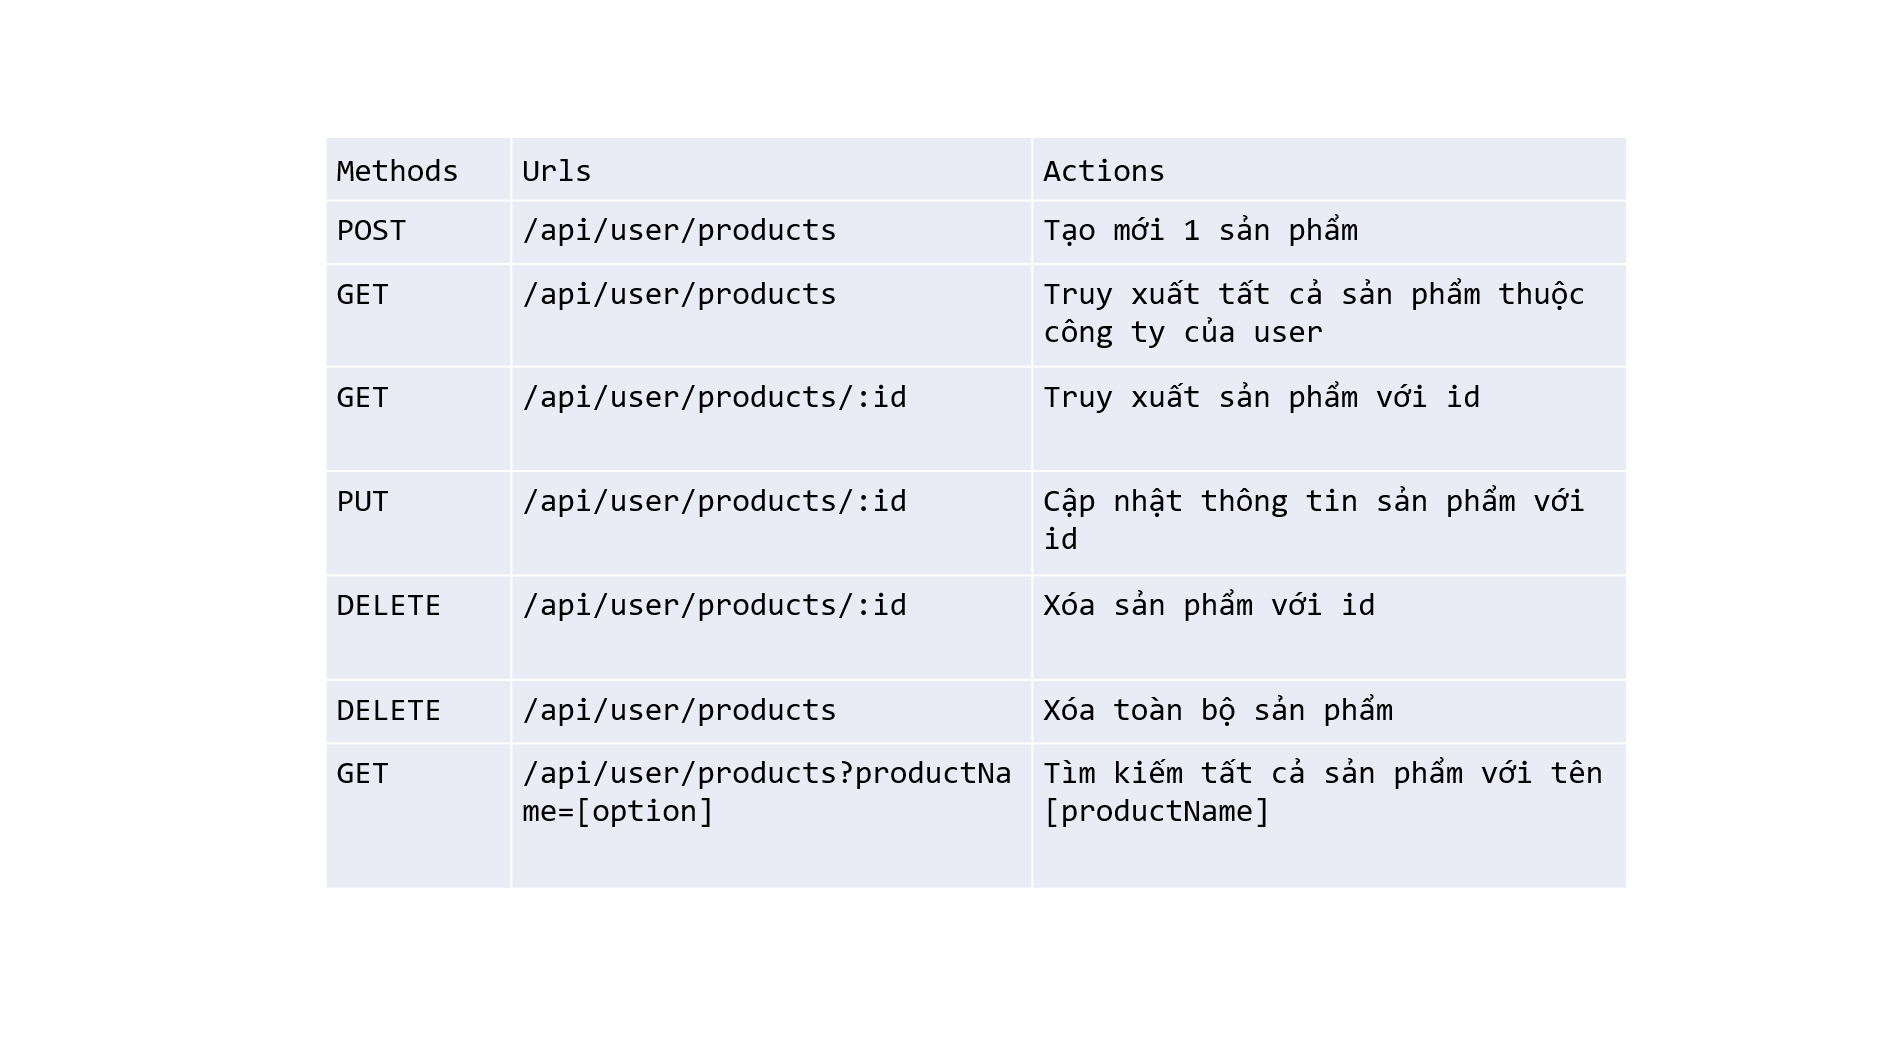 Methods Urls Actions
POST /api/user/products Tạo mới 1 sản phẩm
GET /api/user/products Truy xuất tất cả sản phẩm thuộc
công ty của user
GET /api/user/products/:id Truy xuất sản phẩm với id
PUT /api/user/products/:id Cập nhật thông tin sản phẩm với
id
DELETE /api/user/products/:id Xóa sản phẩm với id
DELETE /api/user/products Xóa toàn bộ sản phẩm
GET /api/user/products?productNa Tìm kiếm tất cả sản phẩm với tên
me=[option] [productName]